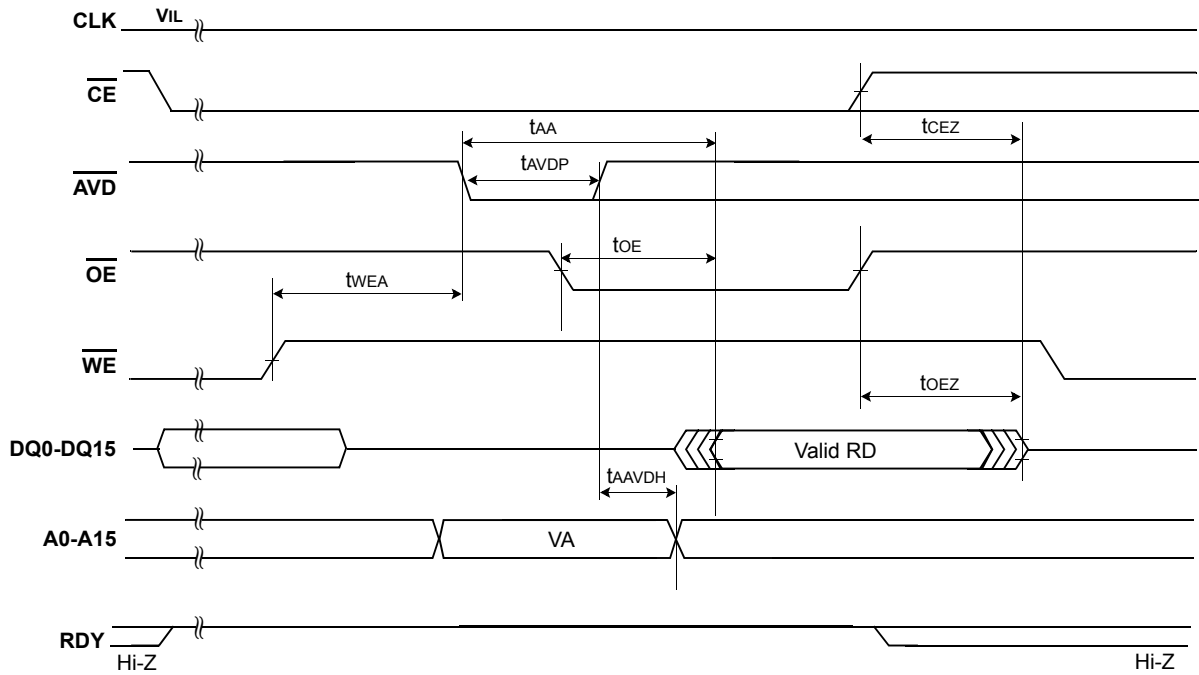 CLK VIL
CE
tAA
tCEZ
AVD
tAVDP
OE
tOE
tWEA
WE
tOEZ
DQ0-DQ15
Valid RD
tAAVDH
A0-A15
VA
RDY
Hi-Z
Hi-Z